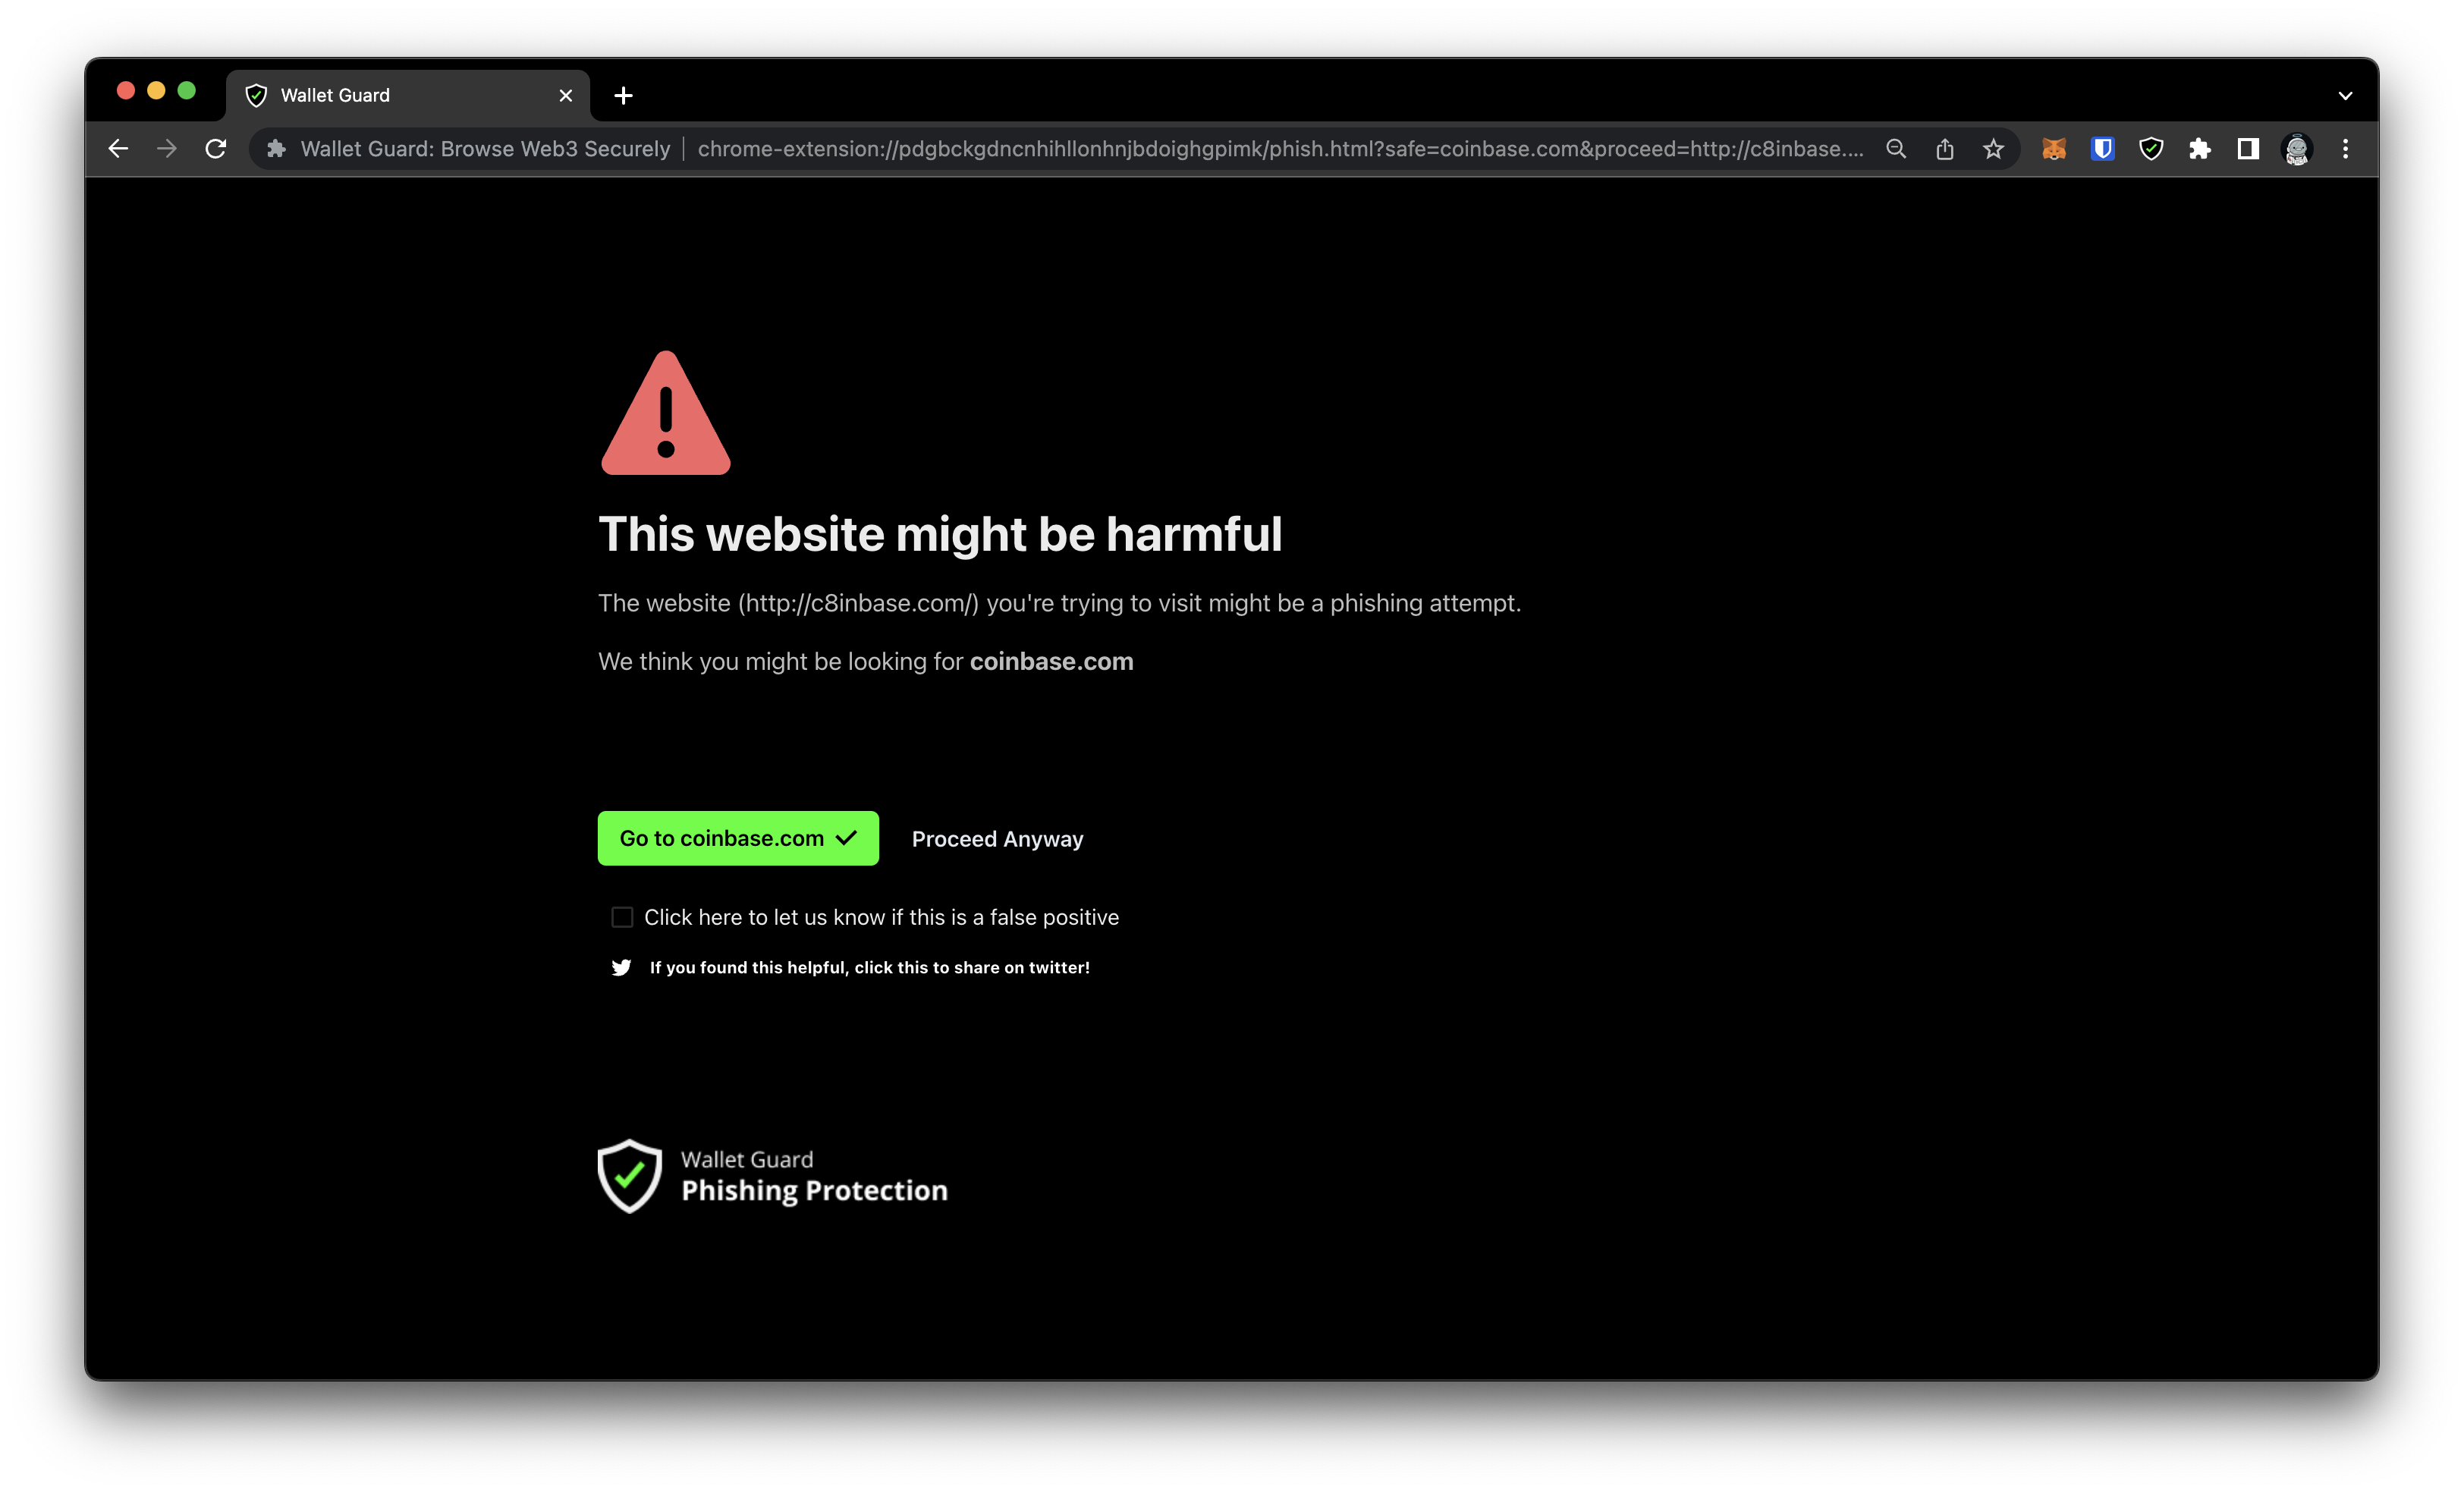 Wallet Guard
Wallet Guard: Browse Web3 Securely | chrome-extension://pdgbckgdncnhihllonhnjbdoighgpimk/phish.html?safe=coinbase.com&proceed=http://c8inbase....
This website might be harmful
The website (http://c8inbase.com/) you're trying to visit might be a phishing attempt.
We think you might be looking for coinbase.com
Go to coinbase.com
Proceed Anyway
Click here to let us know if this is a false positive
If you found this helpful, click this to share on twitter!
Wallet Guard
Phishing Protection